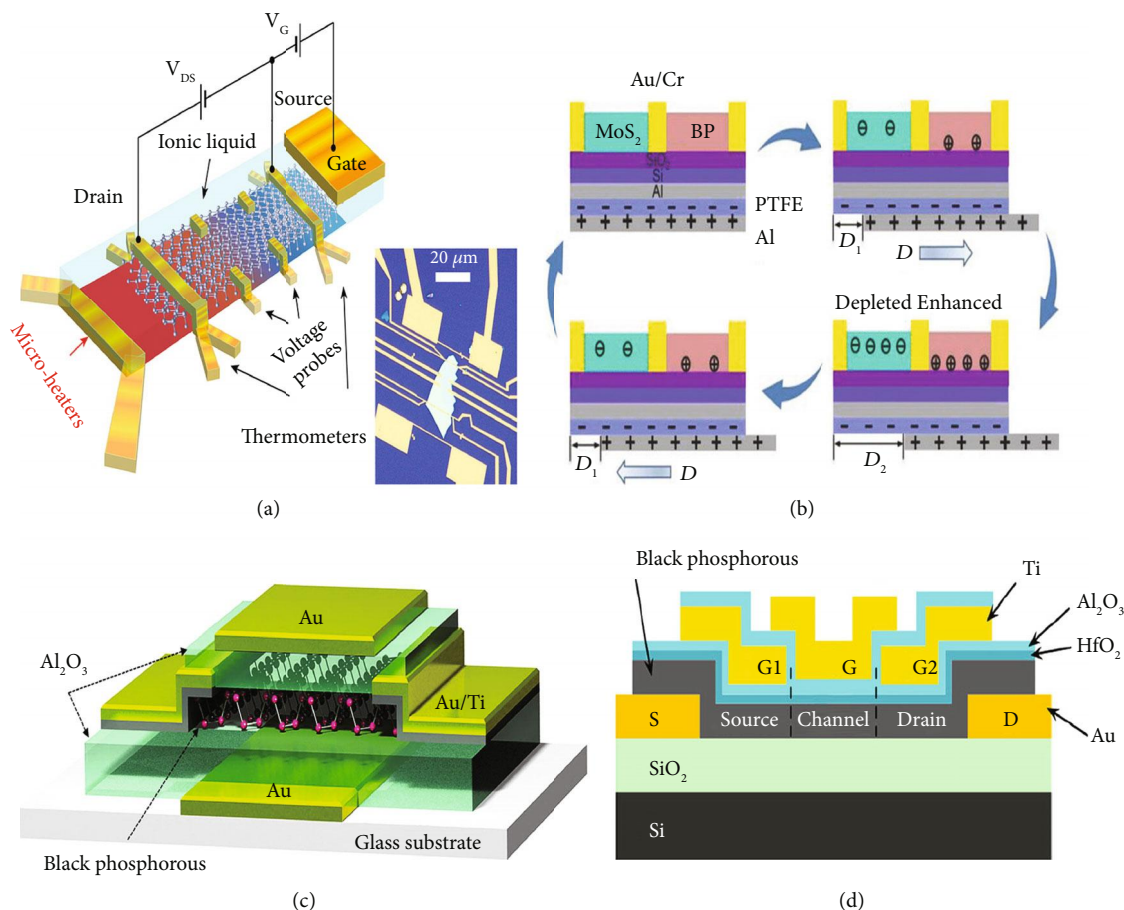 V_G
V_DS
Source
Ionic liquid
Gate
Drain
20 μm
Micro-heaters
Voltage
probes
Thermometers
(a)
Au/Cr
MoS₂
BP
SiO₂
Si
Al
PTFE
Al
D₁
D
Depleted Enhanced
D₁
D
D₂
(b)
Au
Al₂O₃
Au/Ti
Au
Glass substrate
Black phosphorous
(c)
Black phosphorous
Ti
Al₂O₃
HfO₂
G1
G
G2
S
Source
Channel
Drain
D
Au
SiO₂
Si
(d)